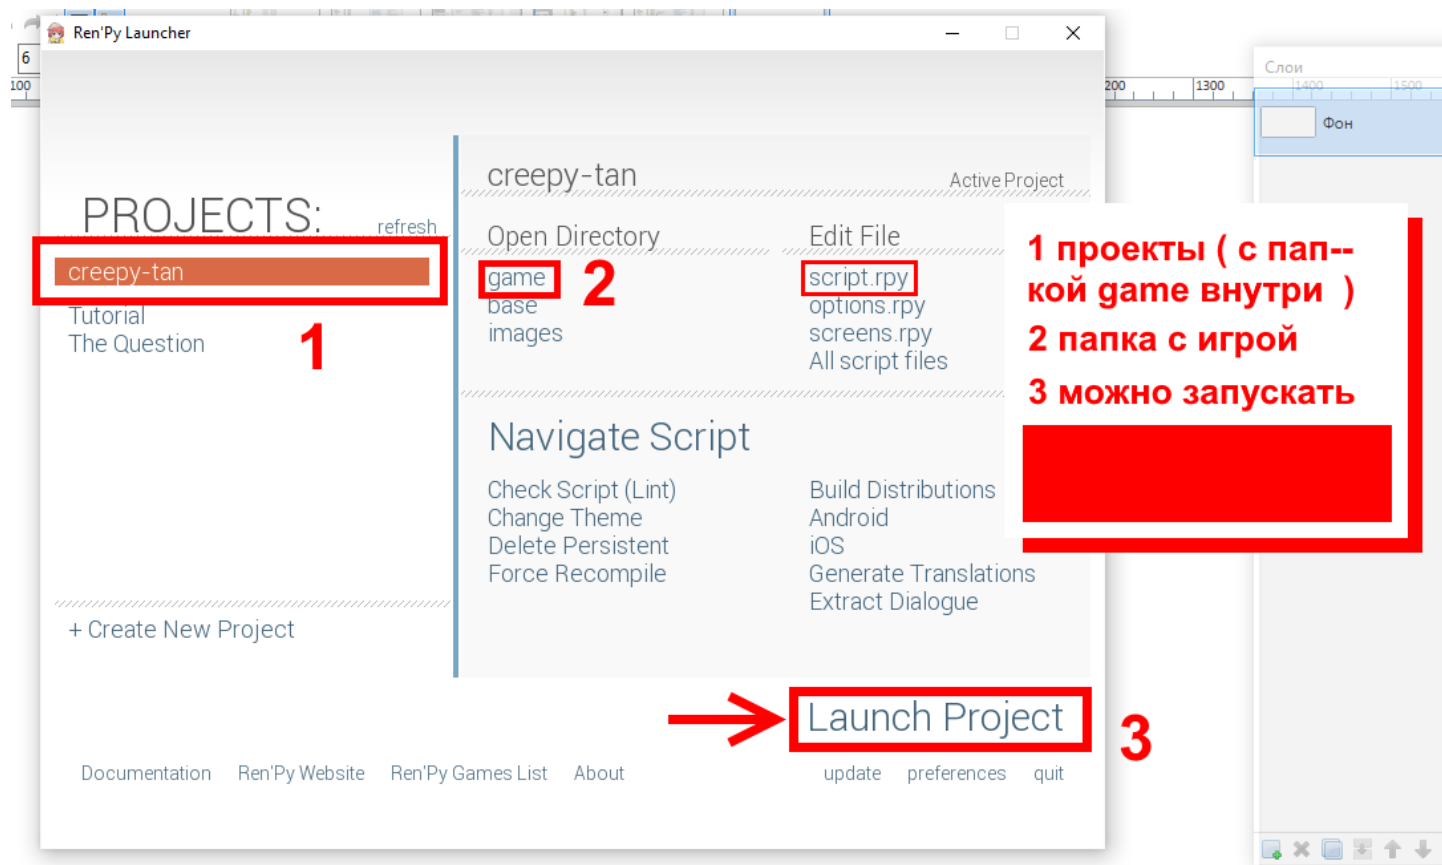 Ren'Py Launcher
6
100
200
1300
1400
1500
Слои
Фон
PROJECTS:
refresh
creepy-tan
Tutorial
The Question
1
+ Create New Project
creepy-tan
Active Project
Open Directory
game
base
images
2
Edit File
script.rpy
options.rpy
screens.rpy
All script files
Navigate Script
Check Script (Lint)
Change Theme
Delete Persistent
Force Recompile
Build Distributions
Android
iOS
Generate Translations
Extract Dialogue
1 проекты ( с пап--
кой game внутри )
2 папка с игрой
3 можно запускать
Launch Project
3
Documentation
Ren'Py Website
Ren'Py Games List
About
update
preferences
quit